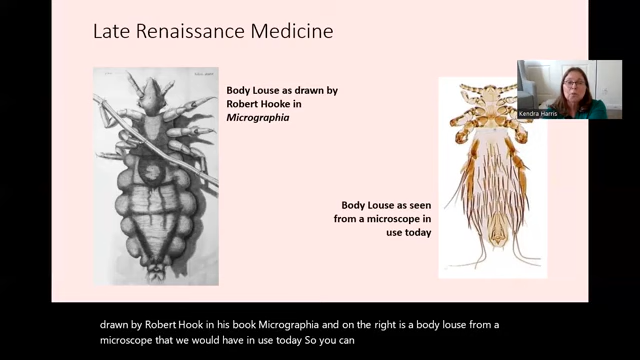 Late Renaissance Medicine
Body Louse as drawn by
Robert Hooke in
Micrographia
Kendra Harris
Body Louse as seen
from a microscope in
use today
drawn by Robert Hook in his book Micrographia and on the right is a body louse from a
microscope that we would have in use today So you can